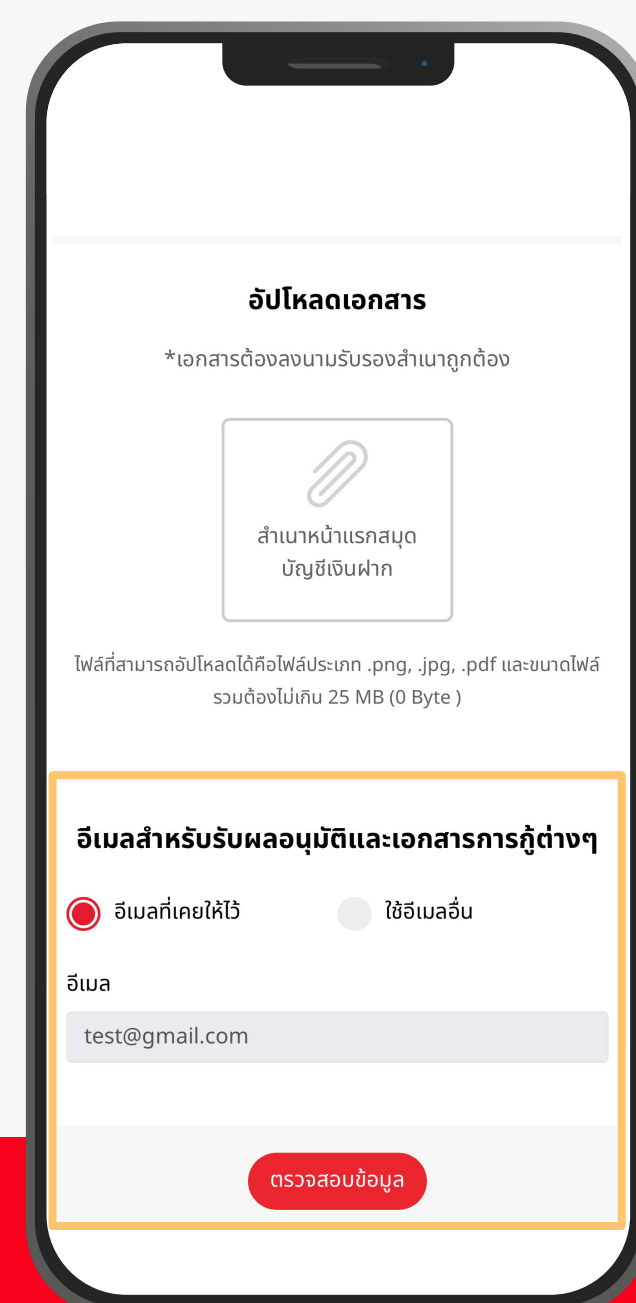 อัปโหลดเอกสาร
*เอกสารต้องลงนามรับรองสำเนาถูกต้อง
สำเนาหน้าแรกสมุด
บัญชีเงินฝาก
ไฟล์ที่สามารถอัปโหลดได้คือไฟล์ประเภท .png, .jpg, .pdf และขนาดไฟล์
รวมต้องไม่เกิน 25 MB (0 Byte )
อีเมลสำหรับรับผลอนุมัติและเอกสารการกู้ต่างๆ
อีเมลที่เคยให้ไว้ ใช้อีเมลอื่น
อีเมล
test@gmail.com
ตรวจสอบข้อมูล